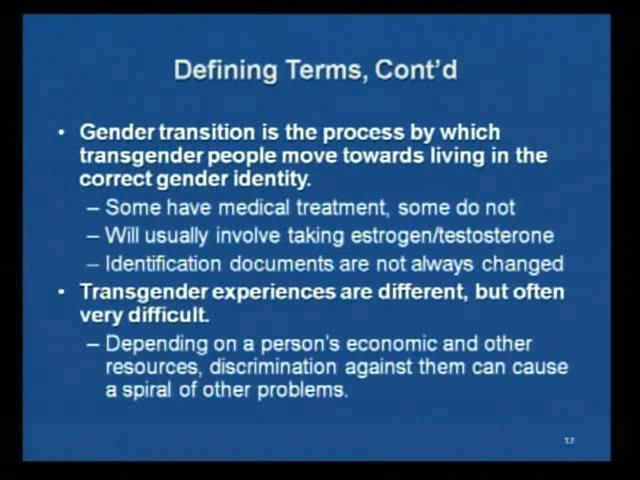 Defining Terms, Cont'd
• Gender transition is the process by which
transgender people move towards living in the
correct gender identity.
– Some have medical treatment, some do not
– Will usually involve taking estrogen/testosterone
– Identification documents are not always changed
• Transgender experiences are different, but often
very difficult.
– Depending on a person's economic and other
resources, discrimination against them can cause
a spiral of other problems.
17